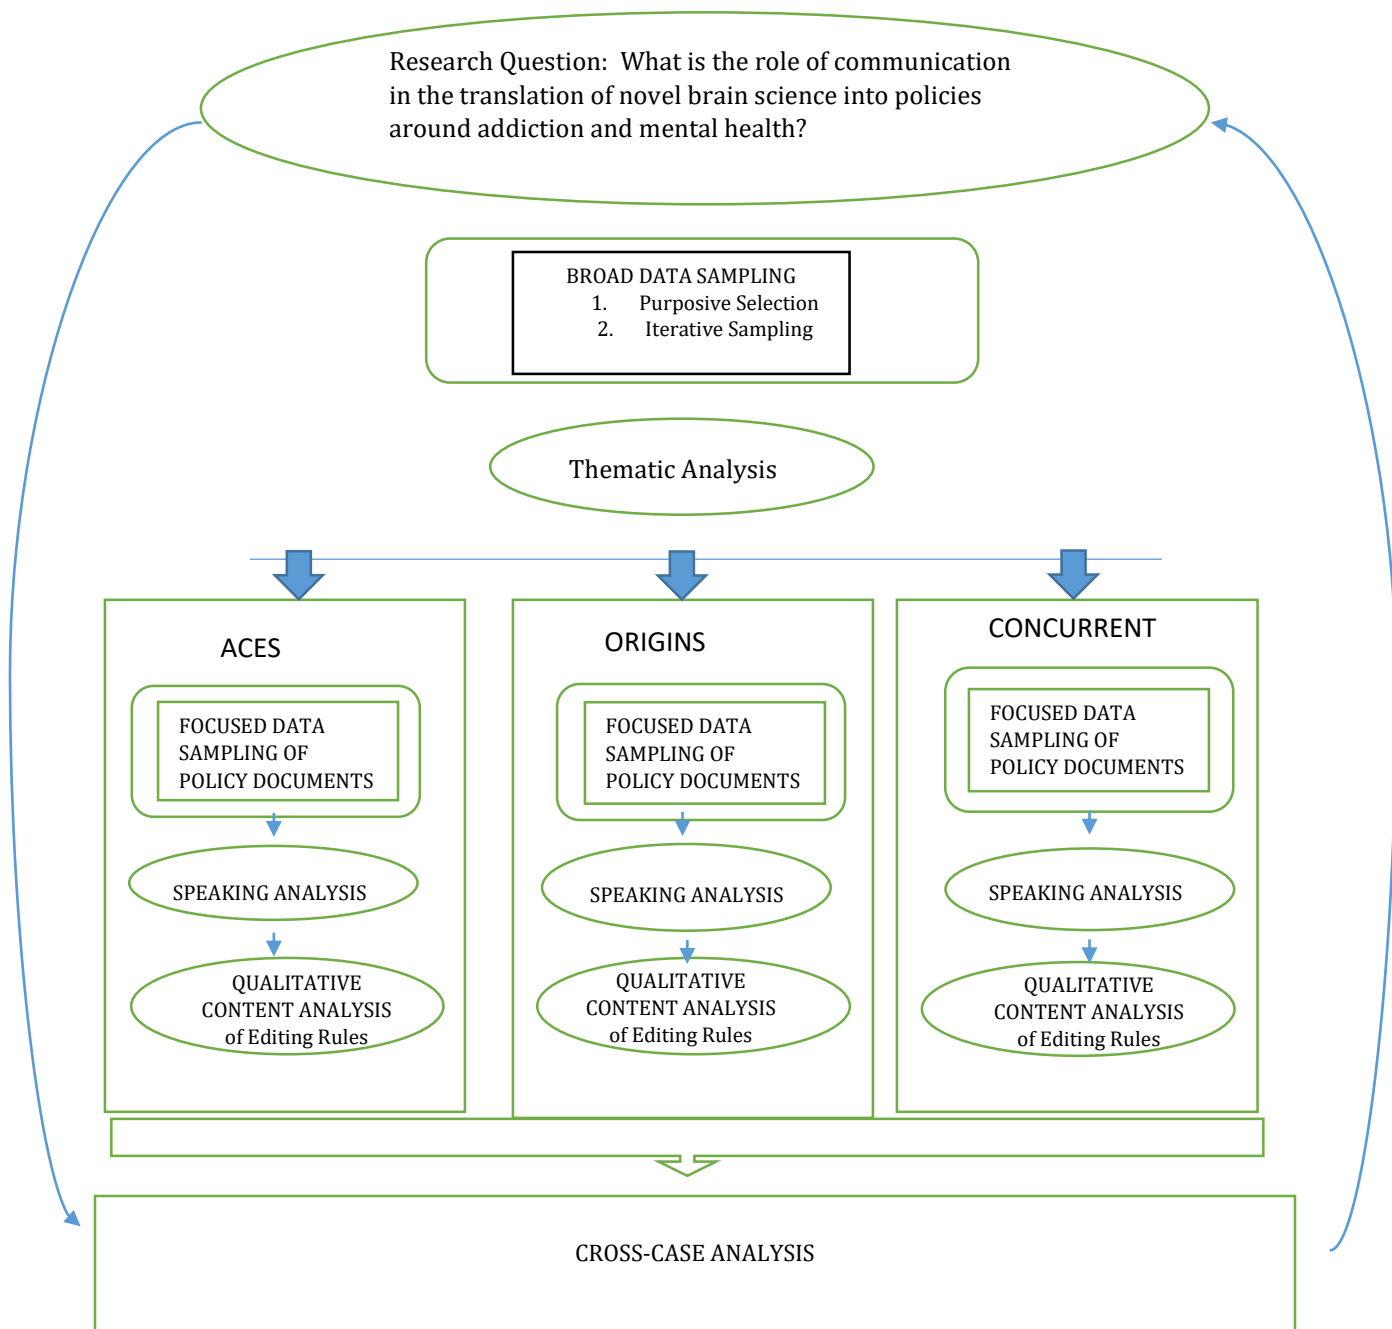 Research Question: What is the role of communication
in the translation of novel brain science into policies
around addiction and mental health?
BROAD DATA SAMPLING
1. Purposive Selection
2. Iterative Sampling
Thematic Analysis
ACES
FOCUSED DATA
SAMPLING OF
POLICY DOCUMENTS
SPEAKING ANALYSIS
QUALITATIVE
CONTENT ANALYSIS
of Editing Rules
ORIGINS
FOCUSED DATA
SAMPLING OF
POLICY DOCUMENTS
SPEAKING ANALYSIS
QUALITATIVE
CONTENT ANALYSIS
of Editing Rules
CONCURRENT
FOCUSED DATA
SAMPLING OF
POLICY DOCUMENTS
SPEAKING ANALYSIS
QUALITATIVE
CONTENT ANALYSIS
of Editing Rules
CROSS-CASE ANALYSIS